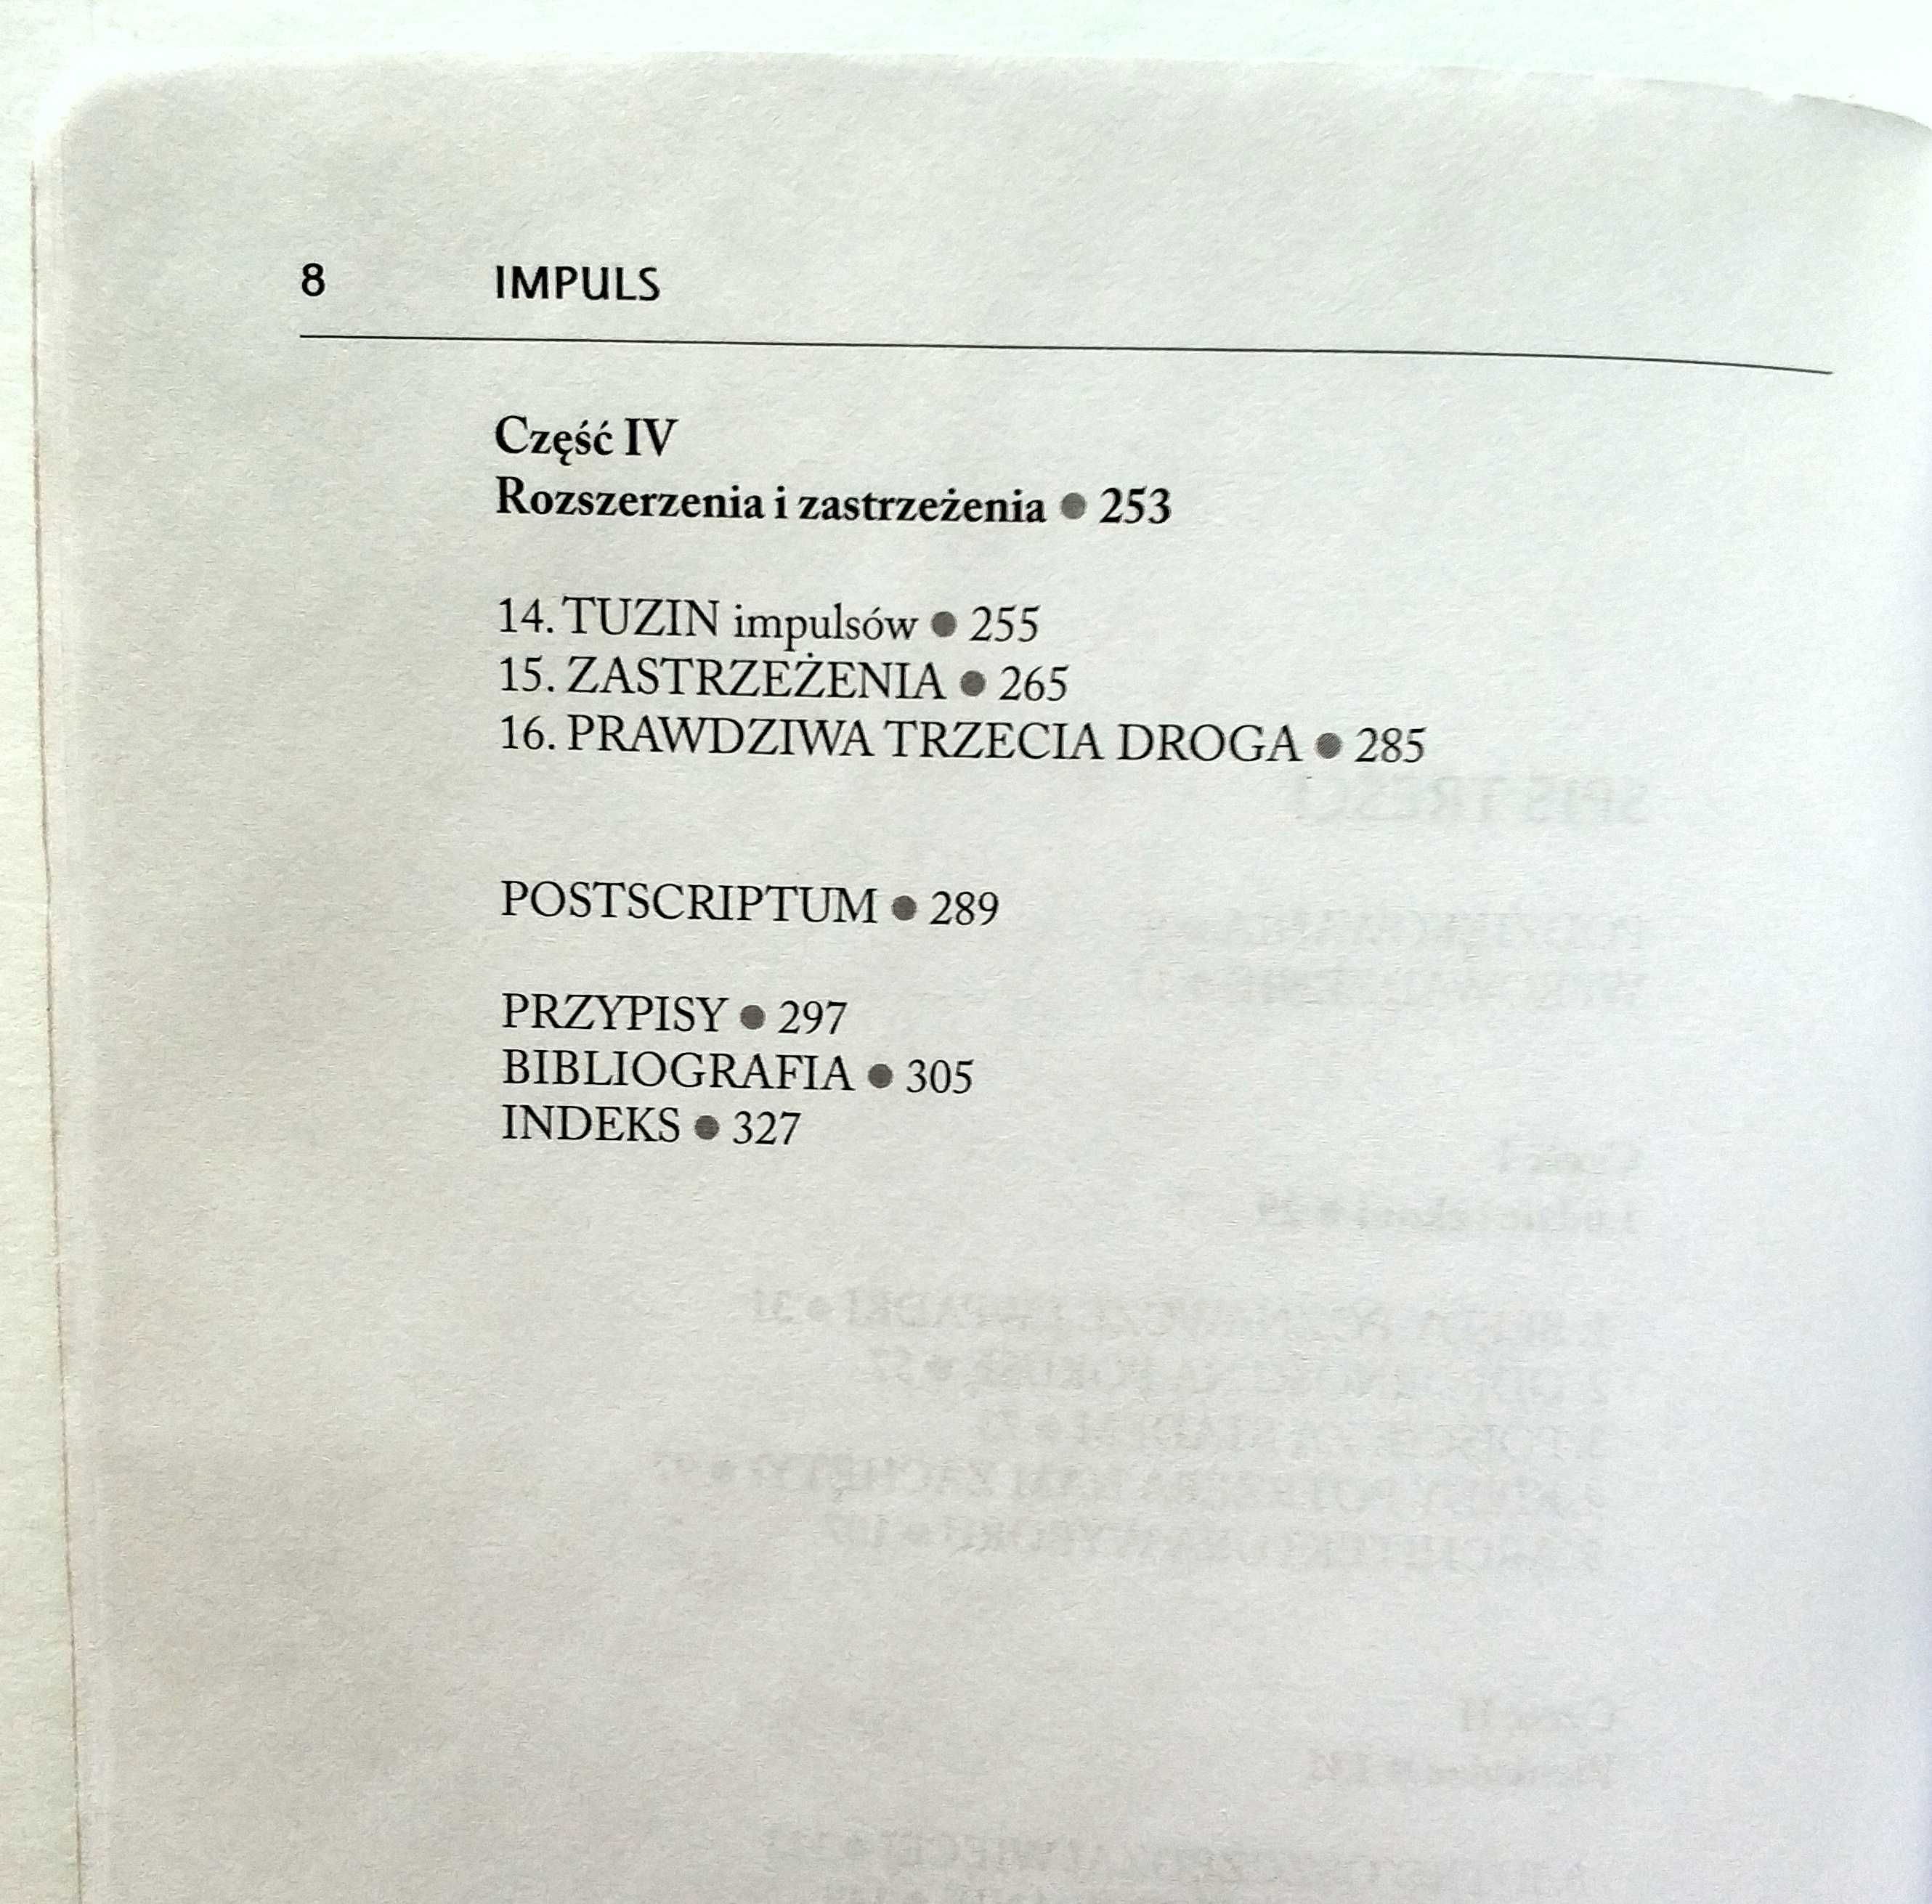 8 IMPULS
Część IV
Rozszerzenia i zastrzeżenia ● 253
14. TUZIN impulsów ● 255
15. ZASTRZEŻENIA ● 265
16. PRAWDZIWA TRZECIA DROGA ● 285
POSTSCRIPTUM ● 289
PRZYPISY ● 297
BIBLIOGRAFIA ● 305
INDEKS ● 327